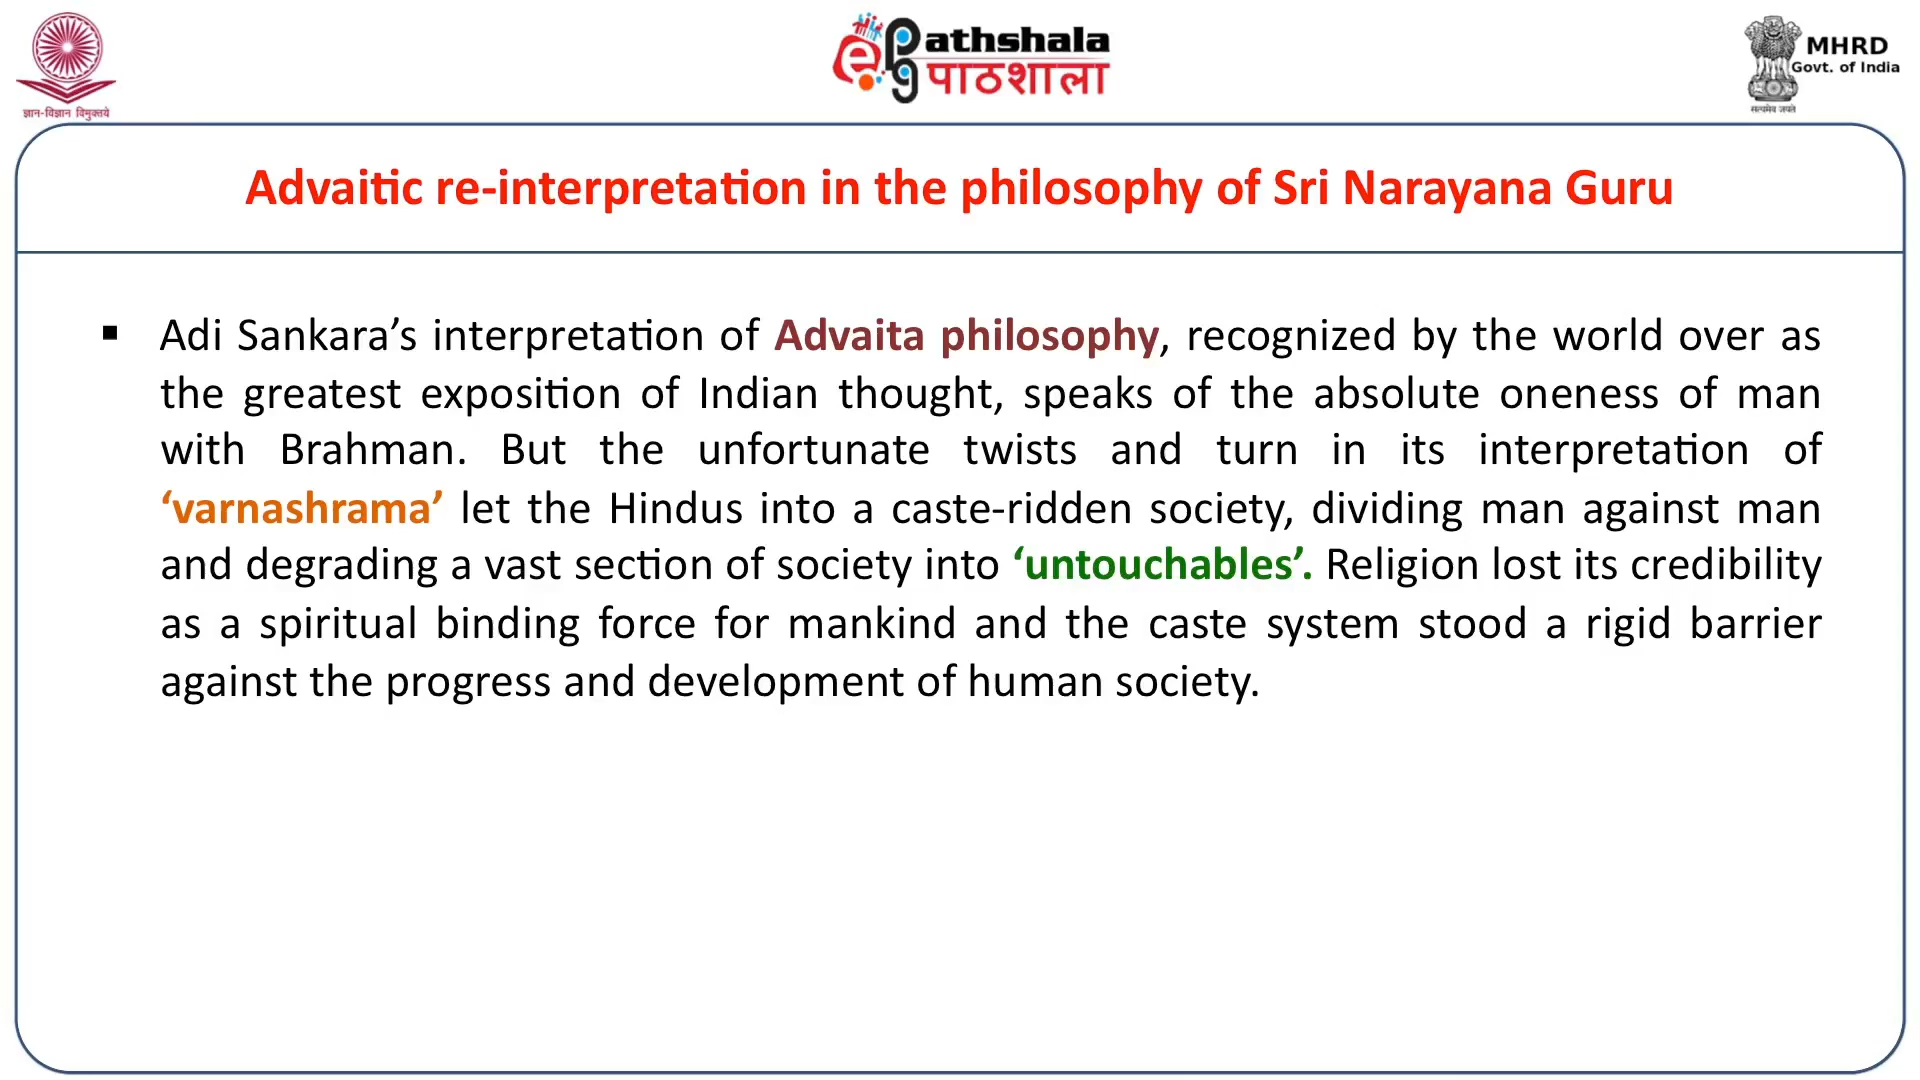 ज्ञान-विज्ञान विमुक्तये
e Pg Pathshala
पाठशाला
MHRD
Govt. of India
सत्यमेव जयते
Advaitic re-interpretation in the philosophy of Sri Narayana Guru
▪ Adi Sankara’s interpretation of Advaita philosophy, recognized by the world over as
the greatest exposition of Indian thought, speaks of the absolute oneness of man
with Brahman. But the unfortunate twists and turn in its interpretation of
‘varnashrama’ let the Hindus into a caste-ridden society, dividing man against man
and degrading a vast section of society into ‘untouchables’. Religion lost its credibility
as a spiritual binding force for mankind and the caste system stood a rigid barrier
against the progress and development of human society.